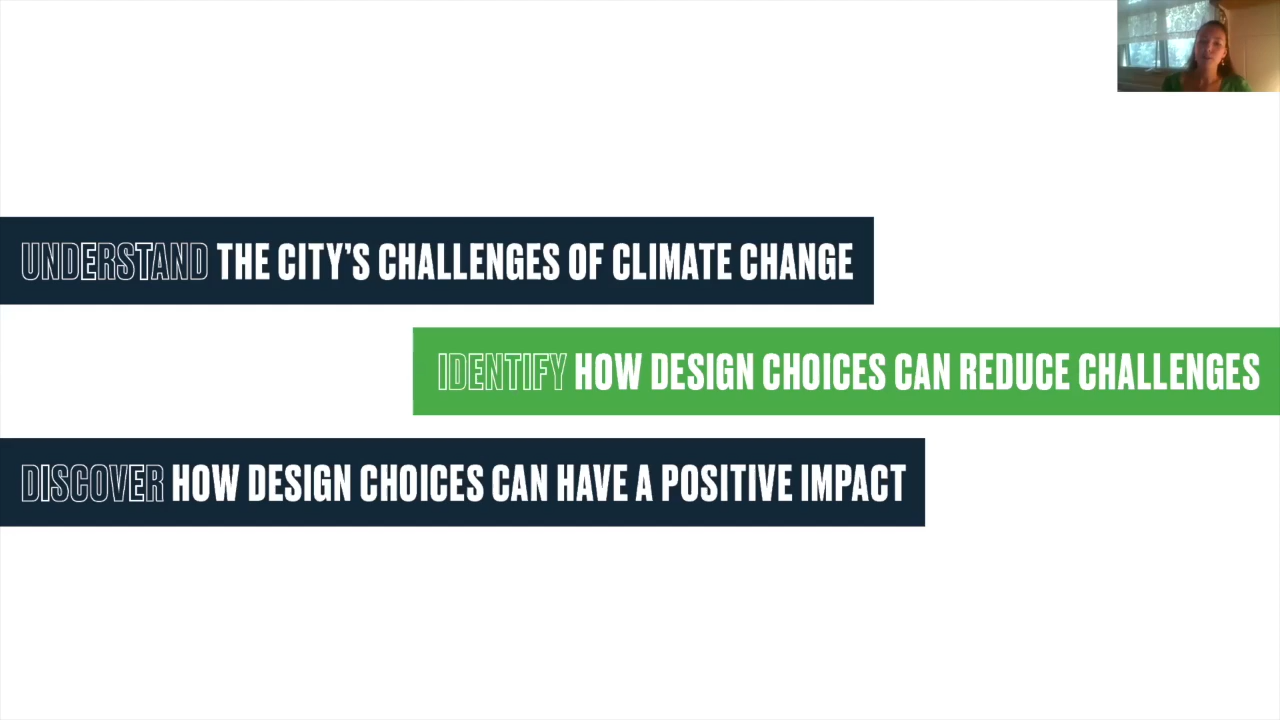 UNDERSTAND THE CITY'S CHALLENGES OF CLIMATE CHANGE
IDENTIFY HOW DESIGN CHOICES CAN REDUCE CHALLENGES
DISCOVER HOW DESIGN CHOICES CAN HAVE A POSITIVE IMPACT